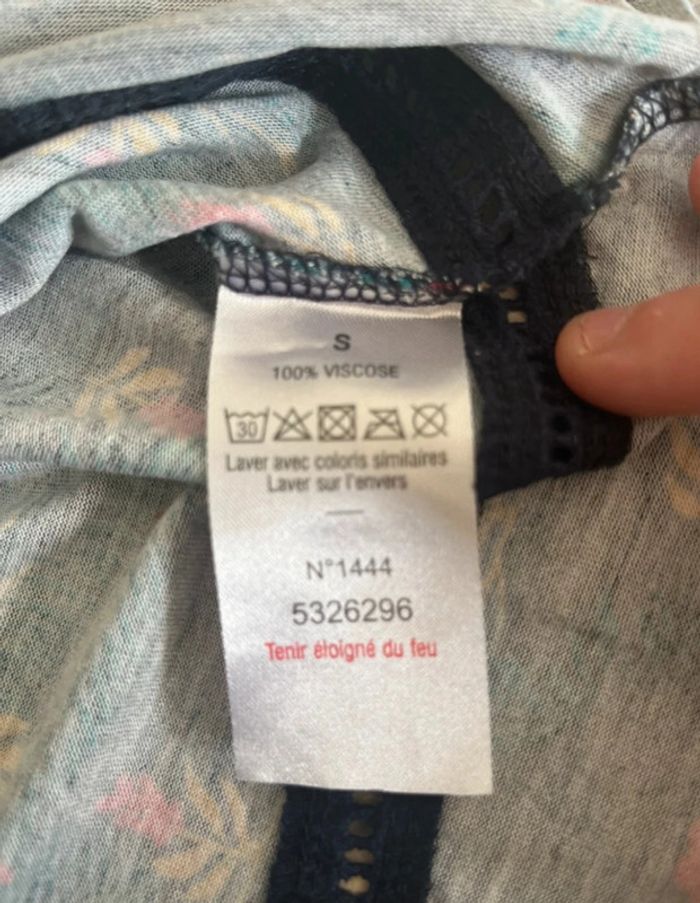 S
100% VISCOSE
30
Laver avec coloris similaires
Laver sur l'envers
N°1444
5326296
Tenir éloigné du feu